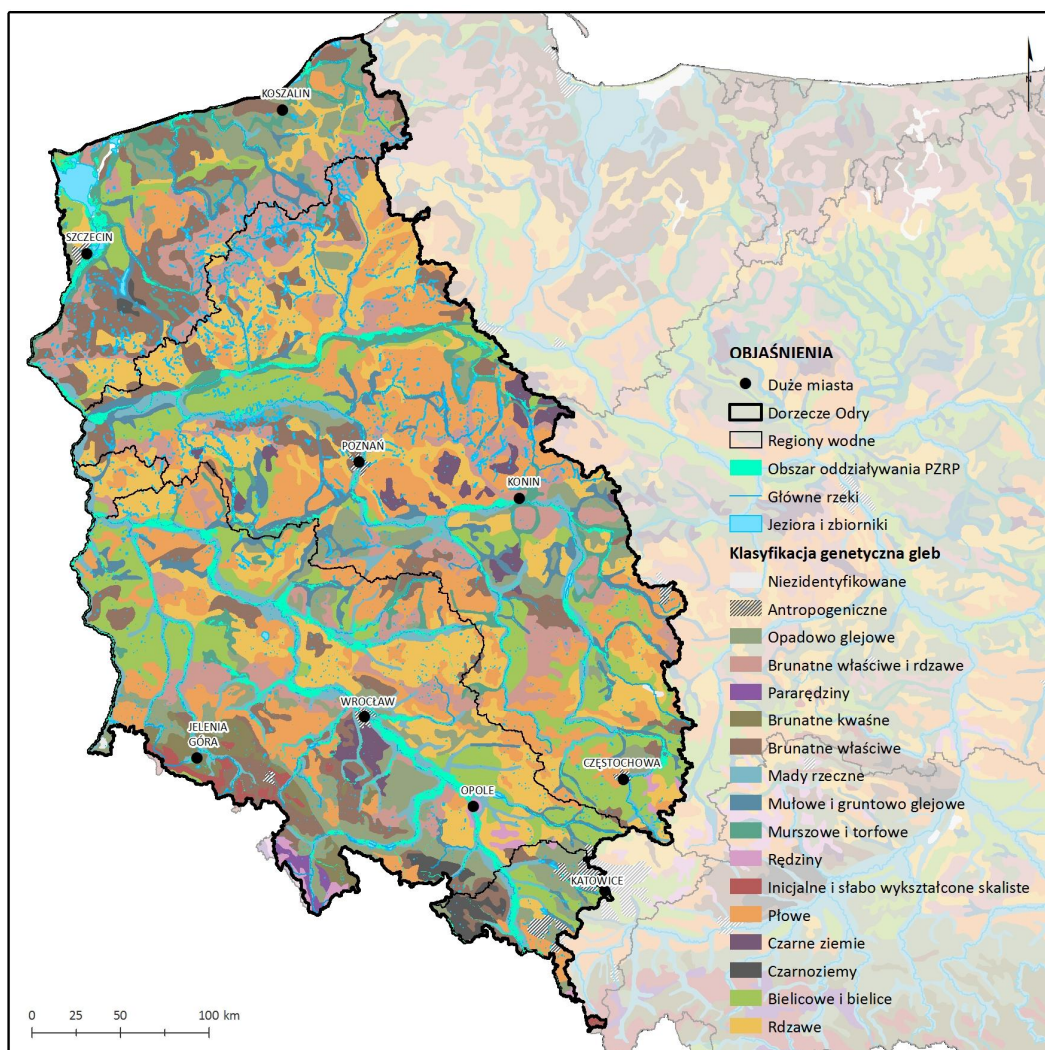 KOSZALIN
N
SZCZECIN
POZNAŃ
KONIN
WROCŁAW
JELENIA
GÓRA
CZĘSTOCHOWA
OPOLE
KATOWICE
OBJAŚNIENIA
Duże miasta
Dorzecze Odry
Regiony wodne
Obszar oddziaływania PZRP
Główne rzeki
Jeziora i zbiorniki
Klasyfikacja genetyczna gleb
Niezidentyfikowane
Antropogeniczne
Opadowo glejowe
Brunatne właściwe i rdzawe
Pararędziny
Brunatne kwaśne
Brunatne właściwe
Mady rzeczne
Mułowe i gruntowo glejowe
Murszowe i torfowe
Rędziny
Inicjalne i słabo wykształcone skaliste
Płowe
Czarne ziemie
Czarnoziemy
Bielicowe i bielice
Rdzawe
0 25 50 100 km